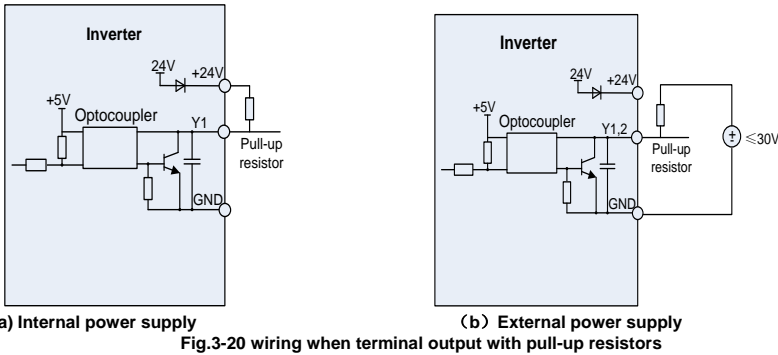 Inverter
24V
+24V
+5V
Optocoupler
Y1
Pull-up
resistor
GND
a) Internal power supply
Inverter
24V
+24V
+5V
Optocoupler
Y1,2
Pull-up
resistor
≤30V
GND
(b) External power supply
Fig.3-20 wiring when terminal output with pull-up resistors